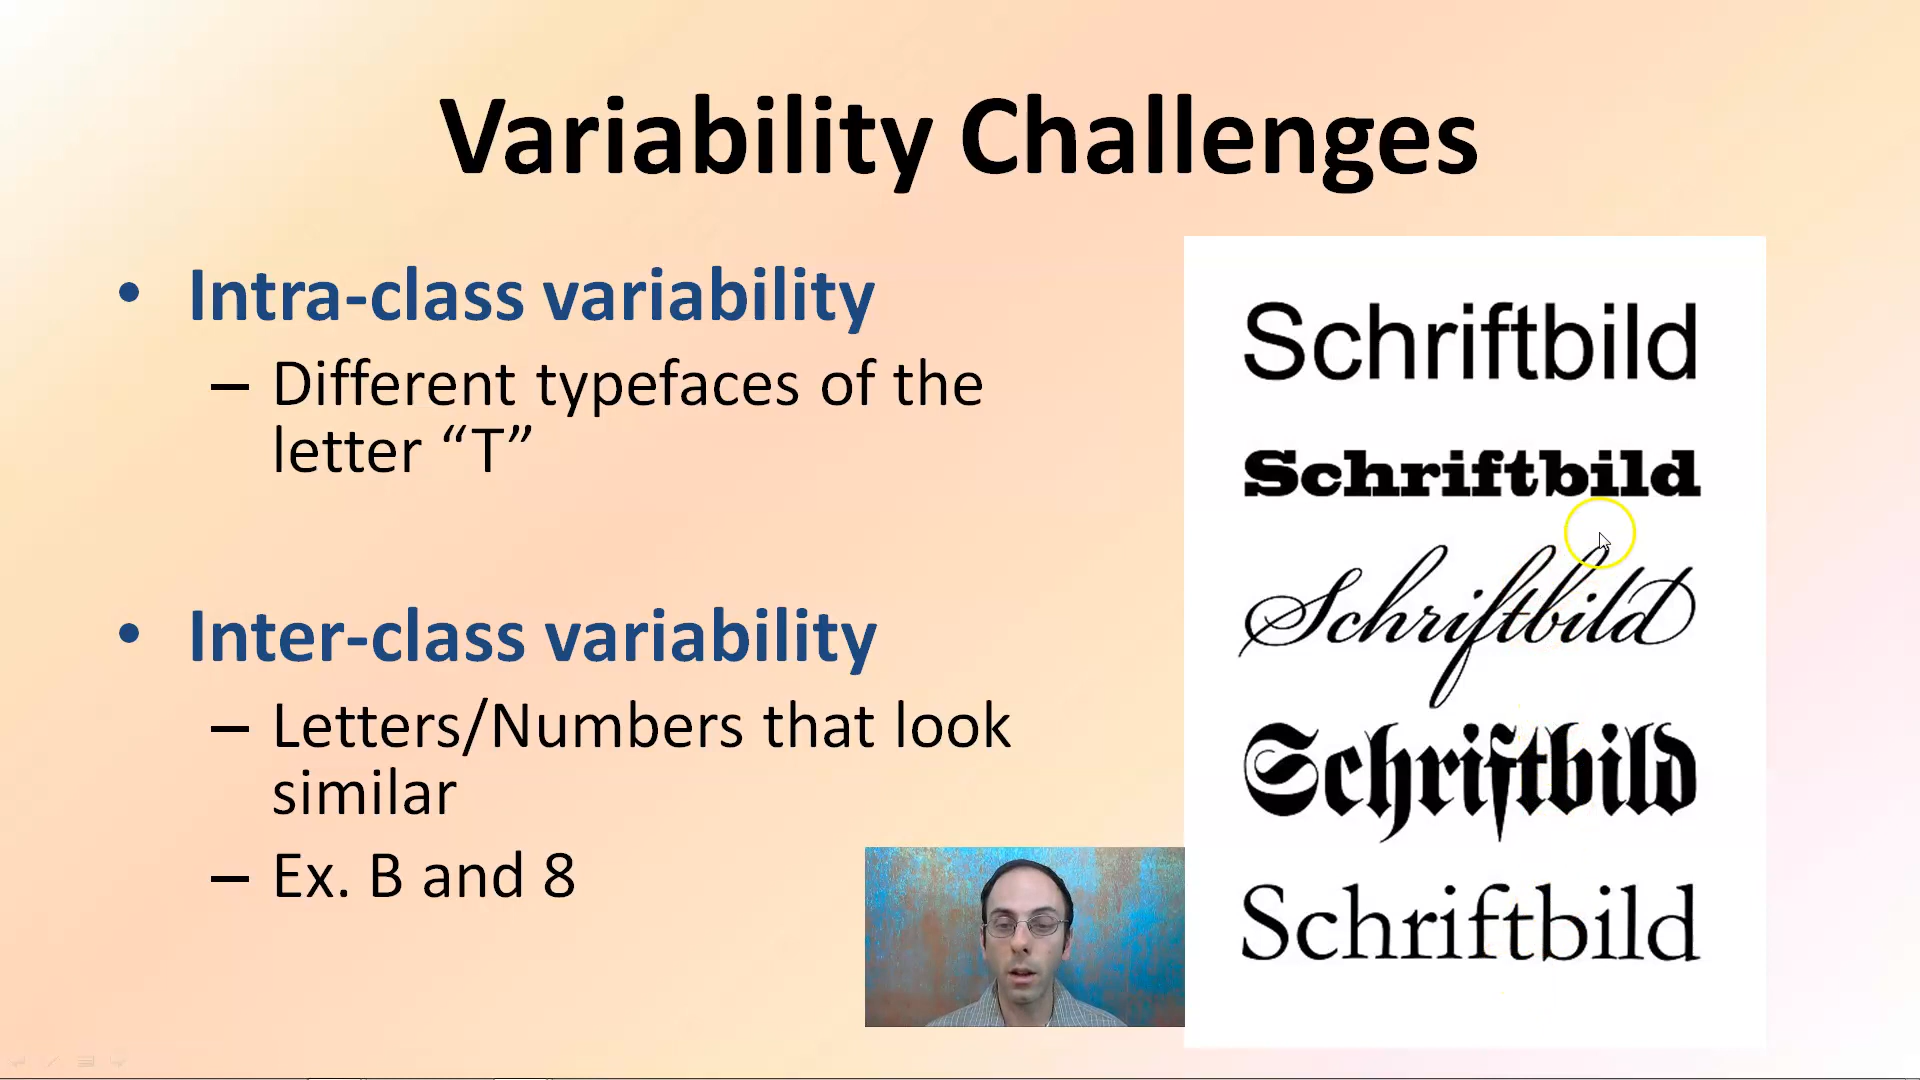 Variability Challenges
• Intra-class variability
– Different typefaces of the
letter “T”
• Inter-class variability
– Letters/Numbers that look
similar
– Ex. B and 8
Schriftbild
Schriftbild
Schriftbild
Schriftbild
Schriftbild